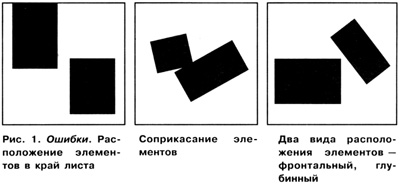 Рис. 1. Ошибки. Рас-
положение элемен-
тов в край листа
Соприкасание эле-
ментов
Два вида располо-
жения элементов —
фронтальный, глу-
бинный